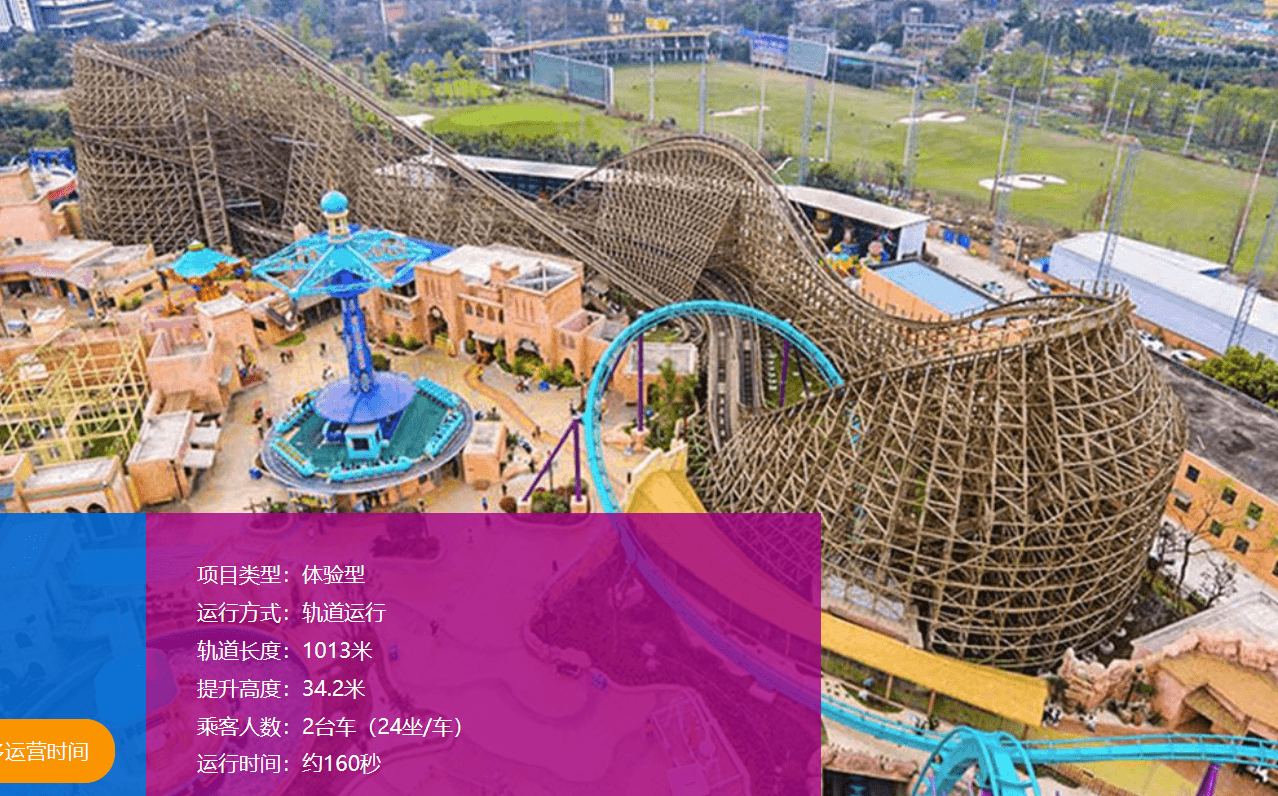 项目类型：体验型
运行方式：轨道运行
轨道长度：1013米
提升高度：34.2米
乘客人数：2台车（24坐/车）
运行时间：约160秒
运营时间